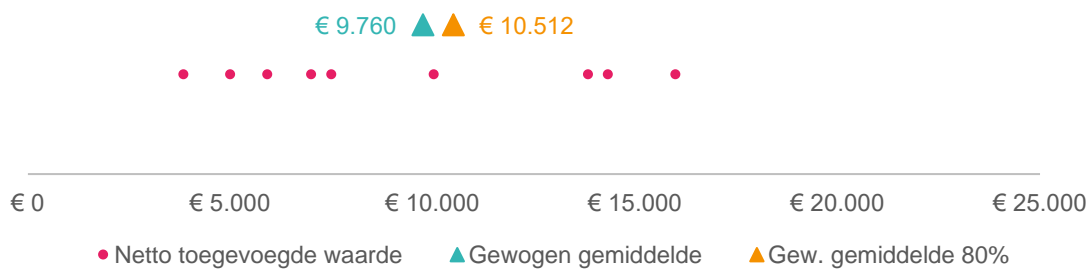 € 9.760 € 10.512
€ 0 € 5.000 € 10.000 € 15.000 € 20.000 € 25.000
Netto toegevoegde waarde Gewogen gemiddelde Gew. gemiddelde 80%